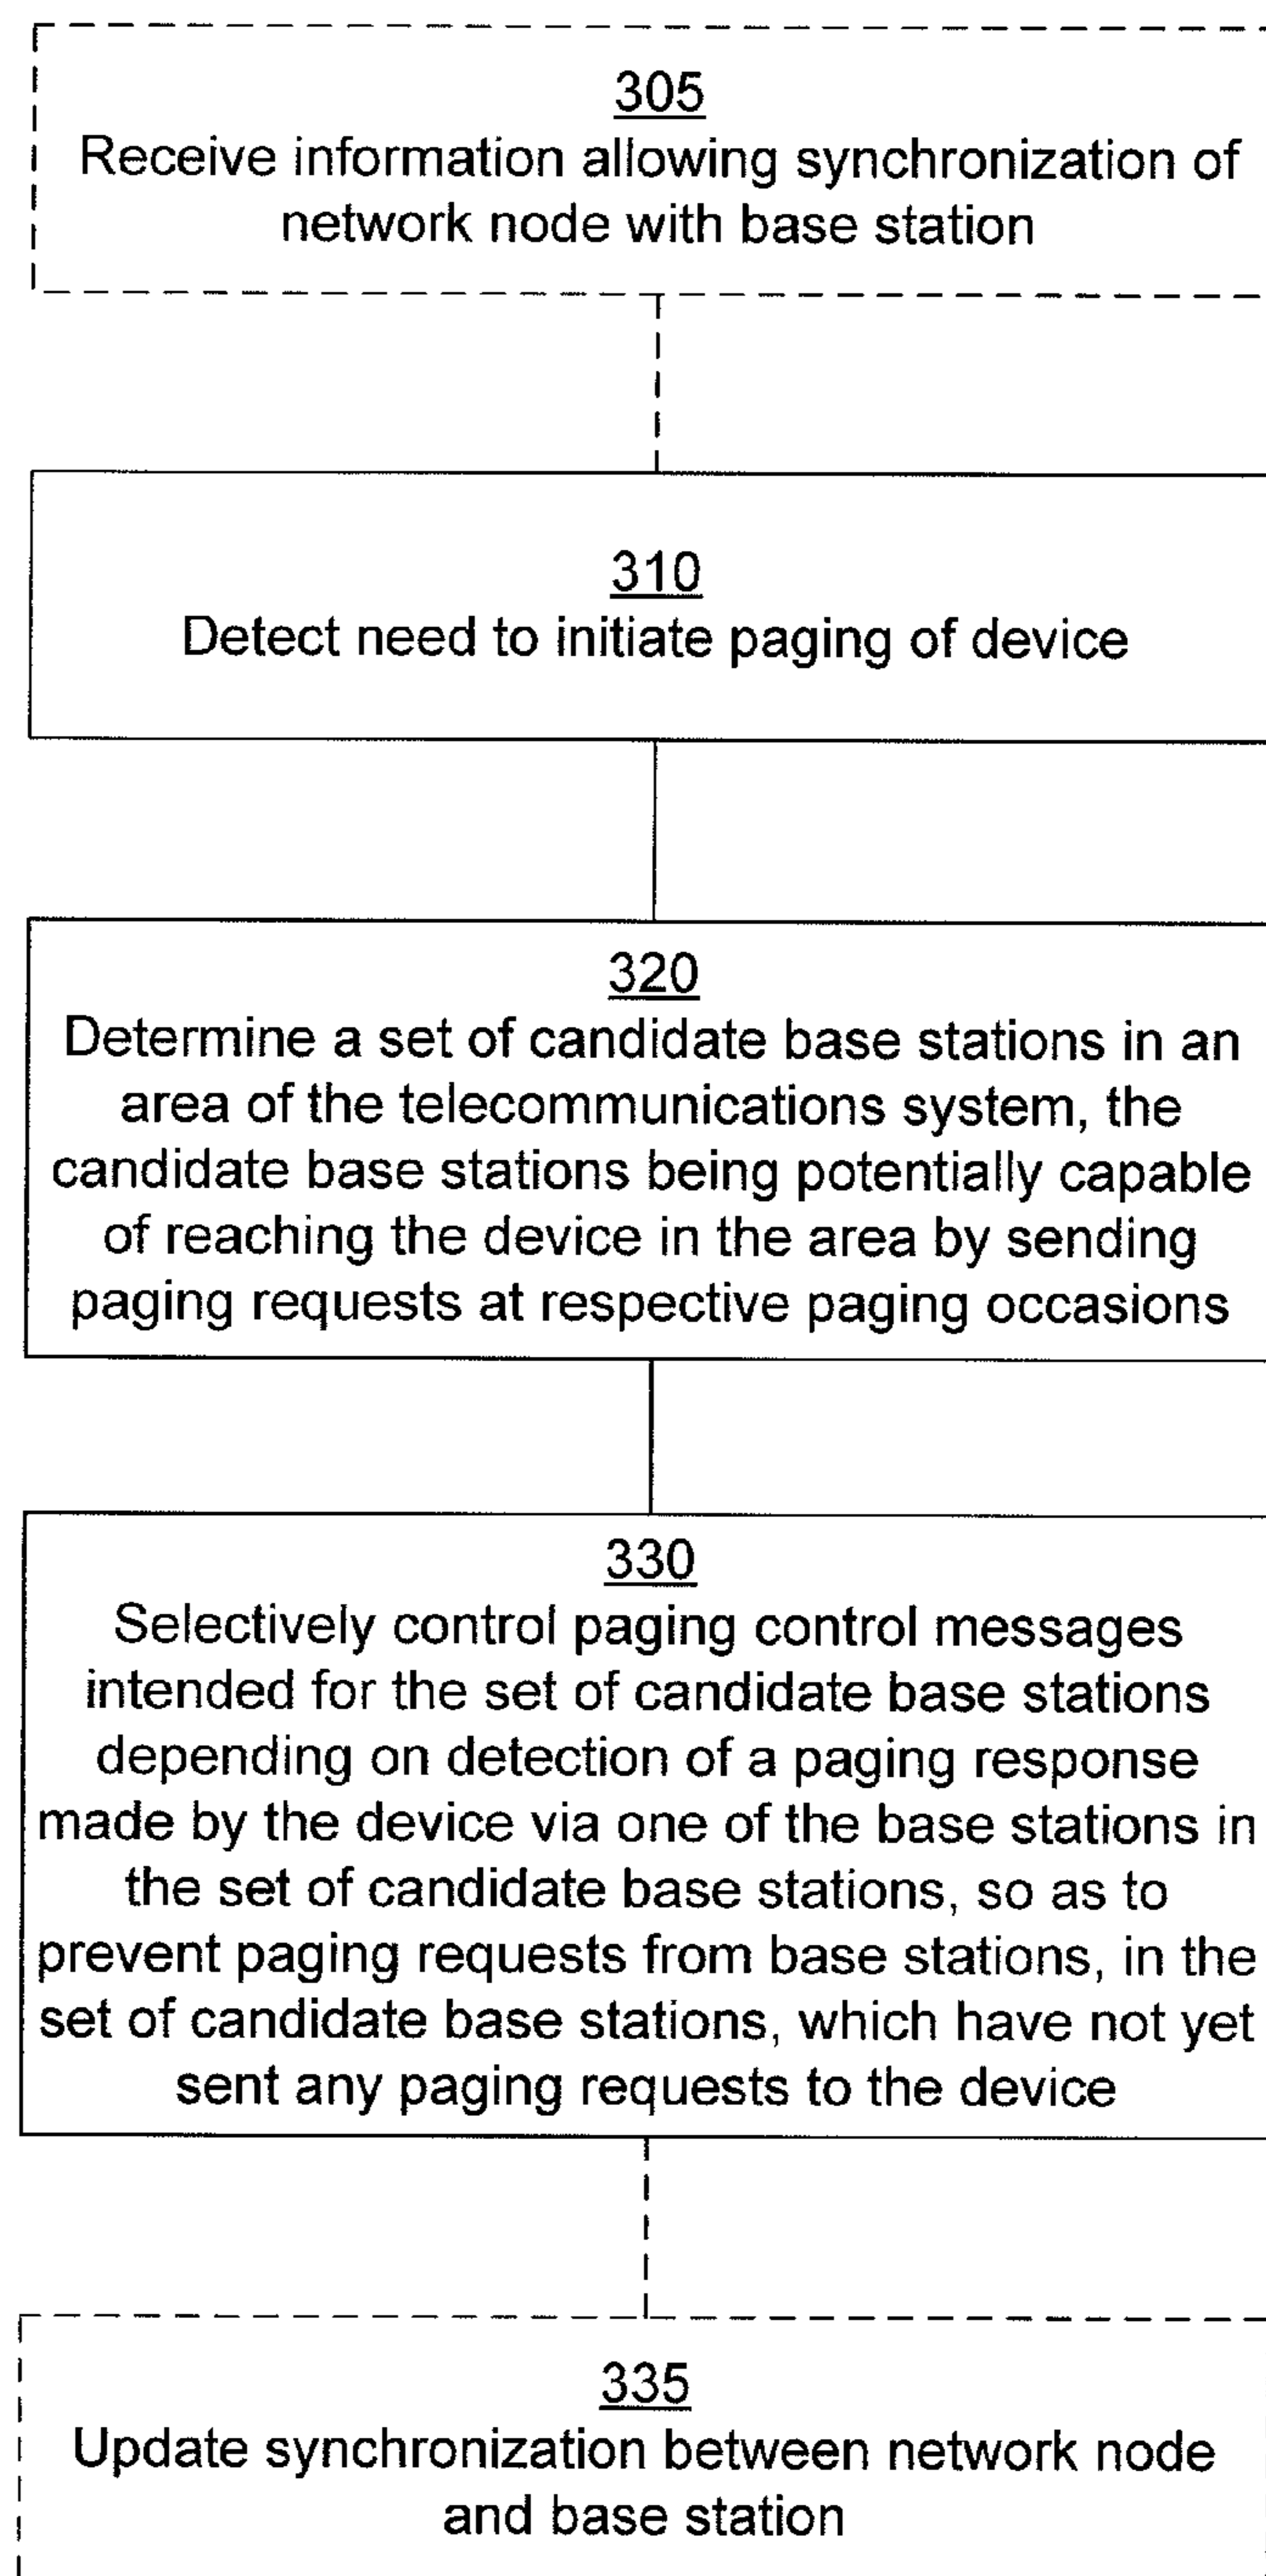 305
Receive information allowing synchronization of
network node with base station
310
Detect need to initiate paging of device
320
Determine a set of candidate base stations in an
area of the telecommunications system, the
candidate base stations being potentially capable
of reaching the device in the area by sending
paging requests at respective paging occasions
330
Selectively control paging control messages
intended for the set of candidate base stations
depending on detection of a paging response
made by the device via one of the base stations in
the set of candidate base stations, so as to
prevent paging requests from base stations, in the
set of candidate base stations, which have not yet
sent any paging requests to the device
335
Update synchronization between network node
and base station